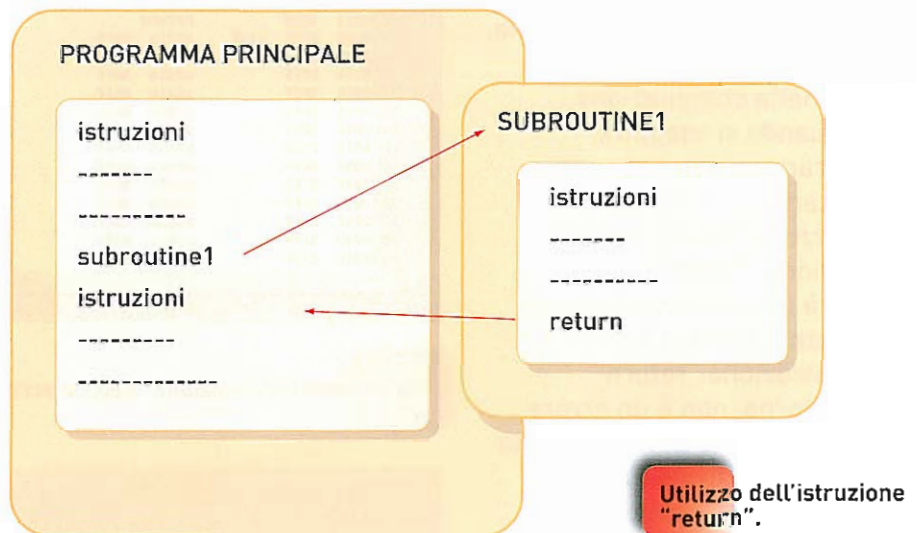 PROGRAMMA PRINCIPALE
istruzioni
-------
----------
subroutine1
istruzioni
---------
-------------
SUBROUTINE1
istruzioni
-------
----------
return
Utilizzo dell'istruzione
"return".